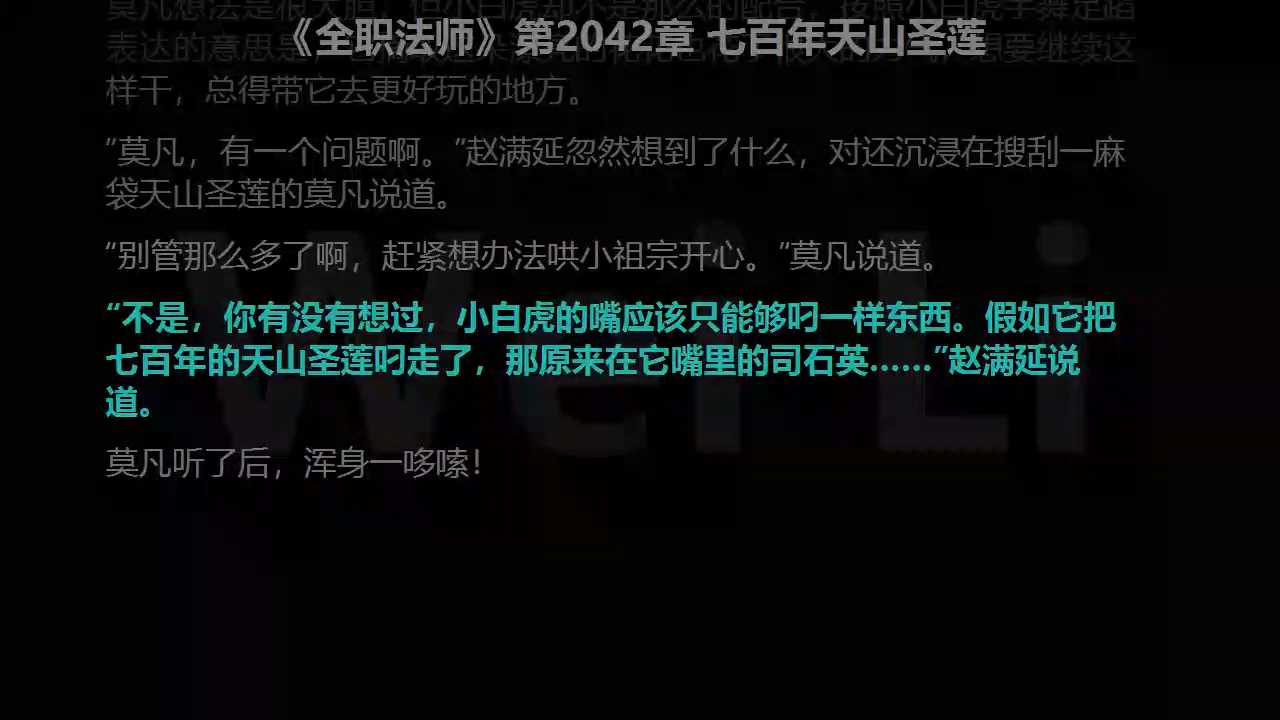 《全职法师》第2042章 七百年天山圣莲
样干，总得带它去更好玩的地方。
“莫凡，有一个问题啊。”赵满延忽然想到了什么，对还沉浸在搜刮一麻
袋天山圣莲的莫凡说道。
“别管那么多了啊，赶紧想办法哄小祖宗开心。”莫凡说道。
“不是，你有没有想过，小白虎的嘴应该只能够叼一样东西。假如它把
七百年的天山圣莲叼走了，那原来在它嘴里的司石英……”赵满延说
道。
莫凡听了后，浑身一哆嗦！
Wei Li